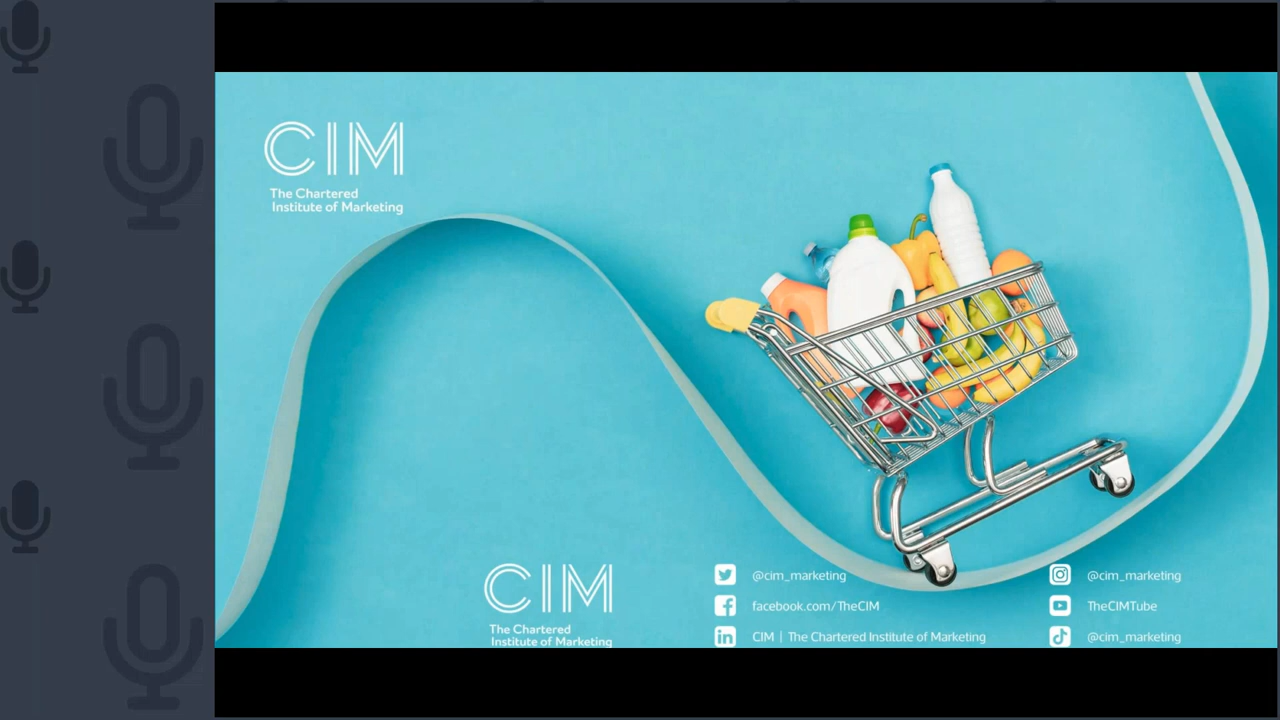 CIM
The Chartered
Institute of Marketing
CIM
The Chartered
Institute of Marketing
@cim_marketing
facebook.com/TheCIM
CIM | The Chartered Institute of Marketing
@cim_marketing
TheCIMTube
@cim_marketing